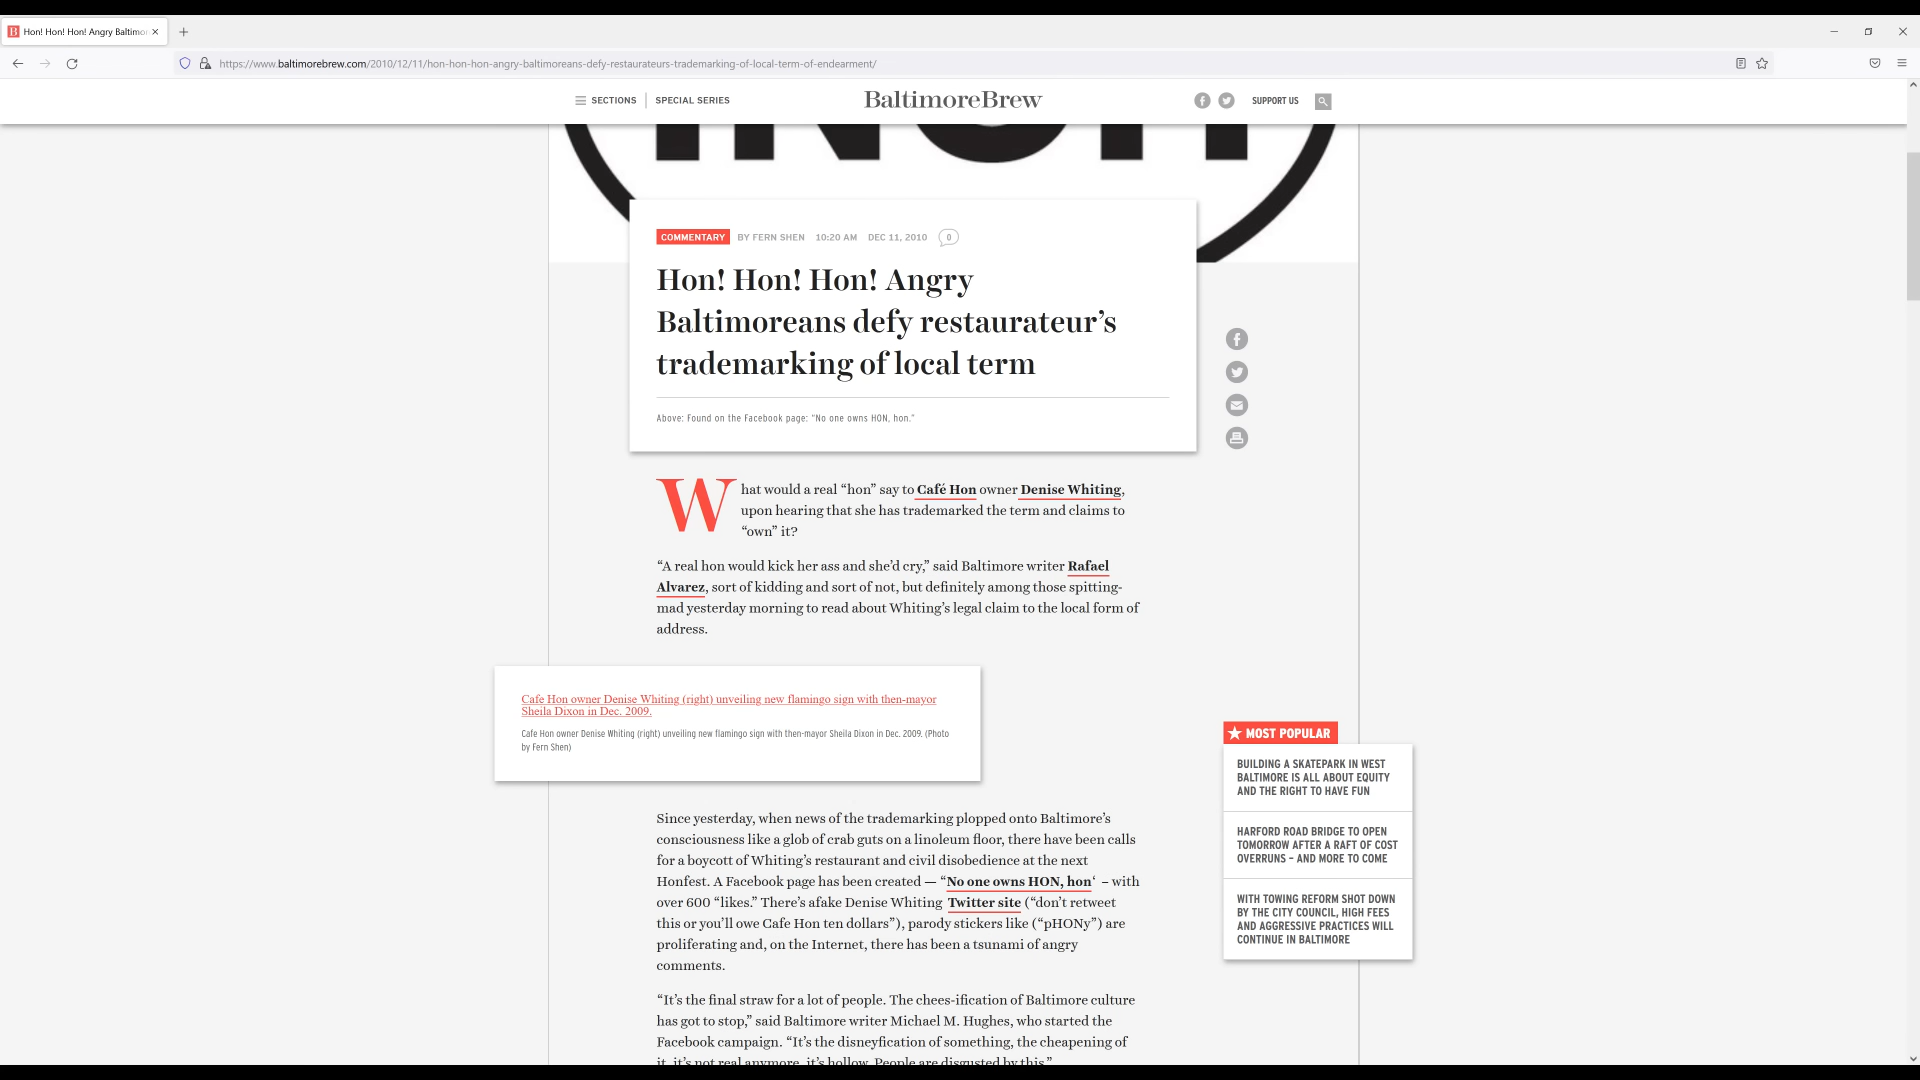 Hon! Hon! Hon! Angry Baltimo
https://www.baltimorebrew.com/2010/12/11/hon-hon-hon-angry-baltimoreans-defy-restaurateurs-trademarking-of-local-term-of-endearment/
SECTIONS
SPECIAL SERIES
BaltimoreBrew
SUPPORT US
COMMENTARY BY FERN SHEN 10:20 AM DEC 11, 2010 0
Hon! Hon! Hon! Angry
Baltimoreans defy restaurateur’s
trademarking of local term
Above: Found on the Facebook page: “No one owns HON, hon.”
What would a real “hon” say to Café Hon owner Denise Whiting,
upon hearing that she has trademarked the term and claims to
“own” it?
“A real hon would kick her ass and she’d cry,” said Baltimore writer Rafael
Alvarez, sort of kidding and sort of not, but definitely among those spitting-
mad yesterday morning to read about Whiting’s legal claim to the local form of
address.
Cafe Hon owner Denise Whiting (right) unveiling new flamingo sign with then-mayor
Sheila Dixon in Dec. 2009.
Cafe Hon owner Denise Whiting (right) unveiling new flamingo sign with then-mayor Sheila Dixon in Dec. 2009. (Photo
by Fern Shen)
Since yesterday, when news of the trademarking plopped onto Baltimore’s
consciousness like a glob of crab guts on a linoleum floor, there have been calls
for a boycott of Whiting’s restaurant and civil disobedience at the next
Honfest. A Facebook page has been created — “No one owns HON, hon‘ – with
over 600 “likes.” There’s afake Denise Whiting Twitter site (“don’t retweet
this or you’ll owe Cafe Hon ten dollars”), parody stickers like (“pHONy”) are
proliferating and, on the Internet, there has been a tsunami of angry
comments.
“It’s the final straw for a lot of people. The chees-ification of Baltimore culture
has got to stop,” said Baltimore writer Michael M. Hughes, who started the
Facebook campaign. “It’s the disneyfication of something, the cheapening of
it, it’s not real anymore, it’s hollow. People are disgusted by this.”
MOST POPULAR
BUILDING A SKATEPARK IN WEST
BALTIMORE IS ALL ABOUT EQUITY
AND THE RIGHT TO HAVE FUN
HARFORD ROAD BRIDGE TO OPEN
TOMORROW AFTER A RAFT OF COST
OVERRUNS – AND MORE TO COME
WITH TOWING REFORM SHOT DOWN
BY THE CITY COUNCIL, HIGH FEES
AND AGGRESSIVE PRACTICES WILL
CONTINUE IN BALTIMORE